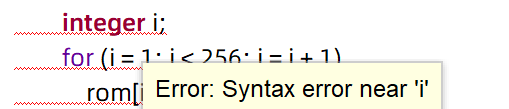 integer i;
for (i = 1; i < 256; i = i + 1)
rom[i
Error: Syntax error near 'i'